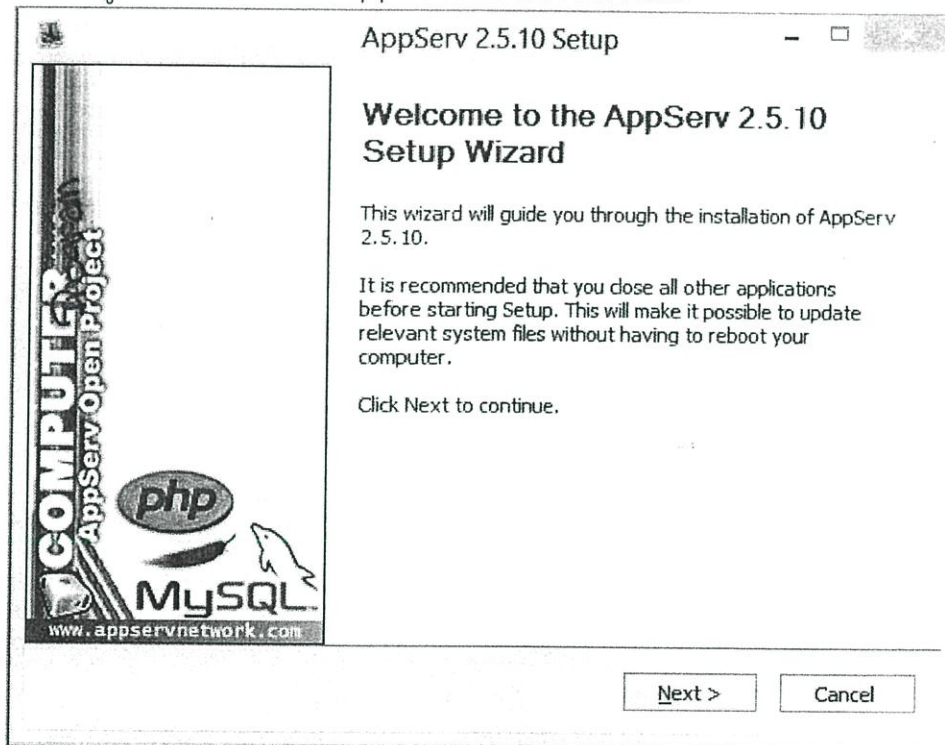 AppServ 2.5.10 Setup
Welcome to the AppServ 2.5.10
Setup Wizard
This wizard will guide you through the installation of AppServ
2.5.10.
It is recommended that you close all other applications
before starting Setup. This will make it possible to update
relevant system files without having to reboot your
computer.
Click Next to continue.
COMPUTER
AppServ Open Project
php
MySQL
www.appservnetwork.com
Next >
Cancel